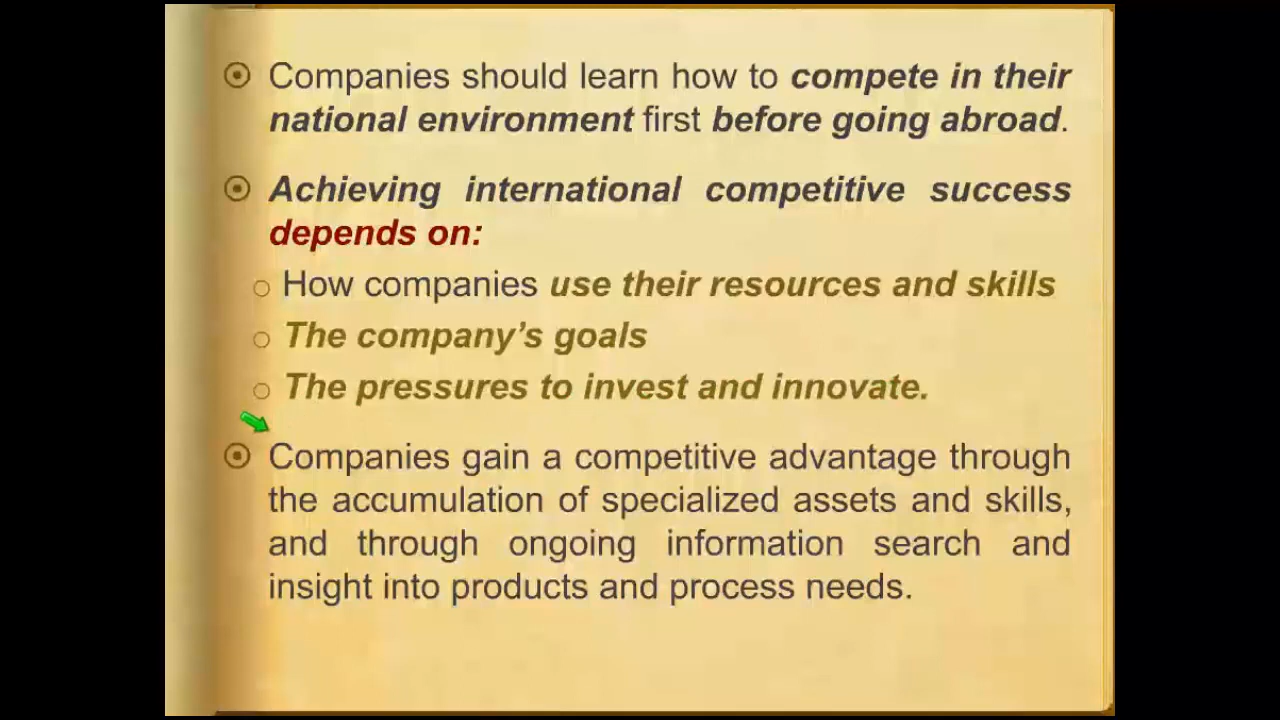 Companies should learn how to compete in their
national environment first before going abroad.
Achieving international competitive success
depends on:
How companies use their resources and skills
The company’s goals
The pressures to invest and innovate.
Companies gain a competitive advantage through
the accumulation of specialized assets and skills,
and through ongoing information search and
insight into products and process needs.